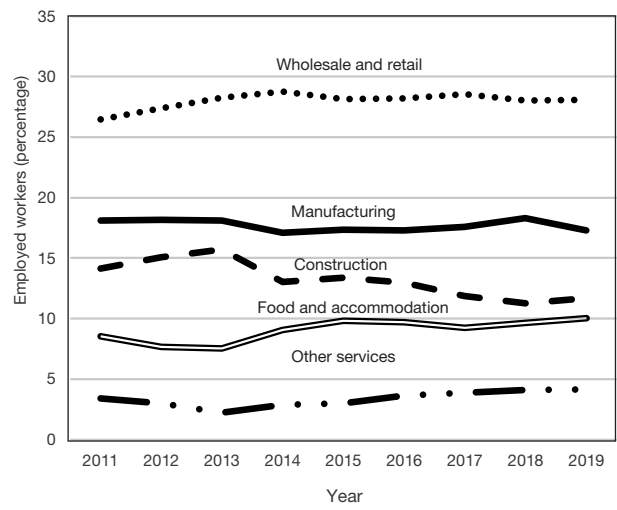 35
30
25
20
15
10
5
0
Employed workers (percentage)
Wholesale and retail
Manufacturing
Construction
Food and accommodation
Other services
2011 2012 2013 2014 2015 2016 2017 2018 2019
Year